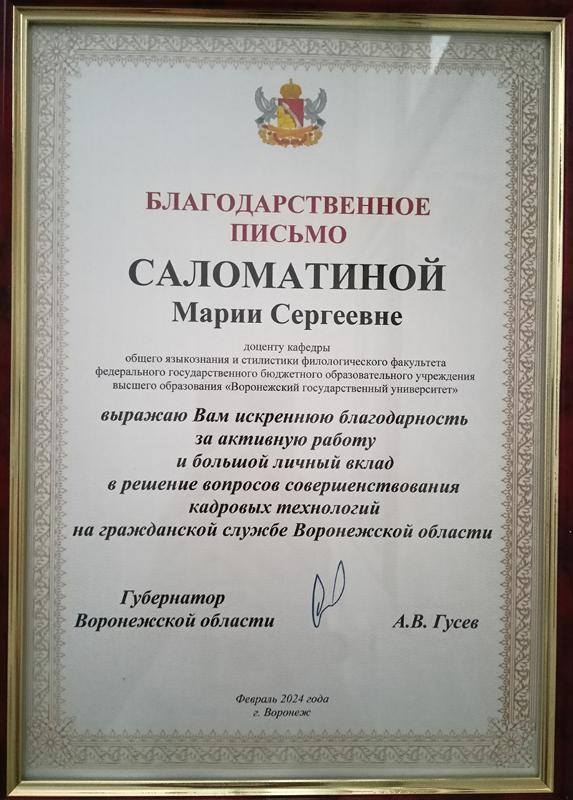 БЛАГОДАРСТВЕННОЕ
ПИСЬМО
САЛОМАТИНОЙ
Марии Сергеевне
доценту кафедры
общего языкознания и стилистики филологического факультета
федерального государственного бюджетного образовательного учреждения
высшего образования «Воронежский государственный университет»
выражаю Вам искреннюю благодарность
за активную работу
и большой личный вклад
в решение вопросов совершенствования
кадровых технологий
на гражданской службе Воронежской области
Губернатор
Воронежской области
А.В. Гусев
Февраль 2024 года
г. Воронеж